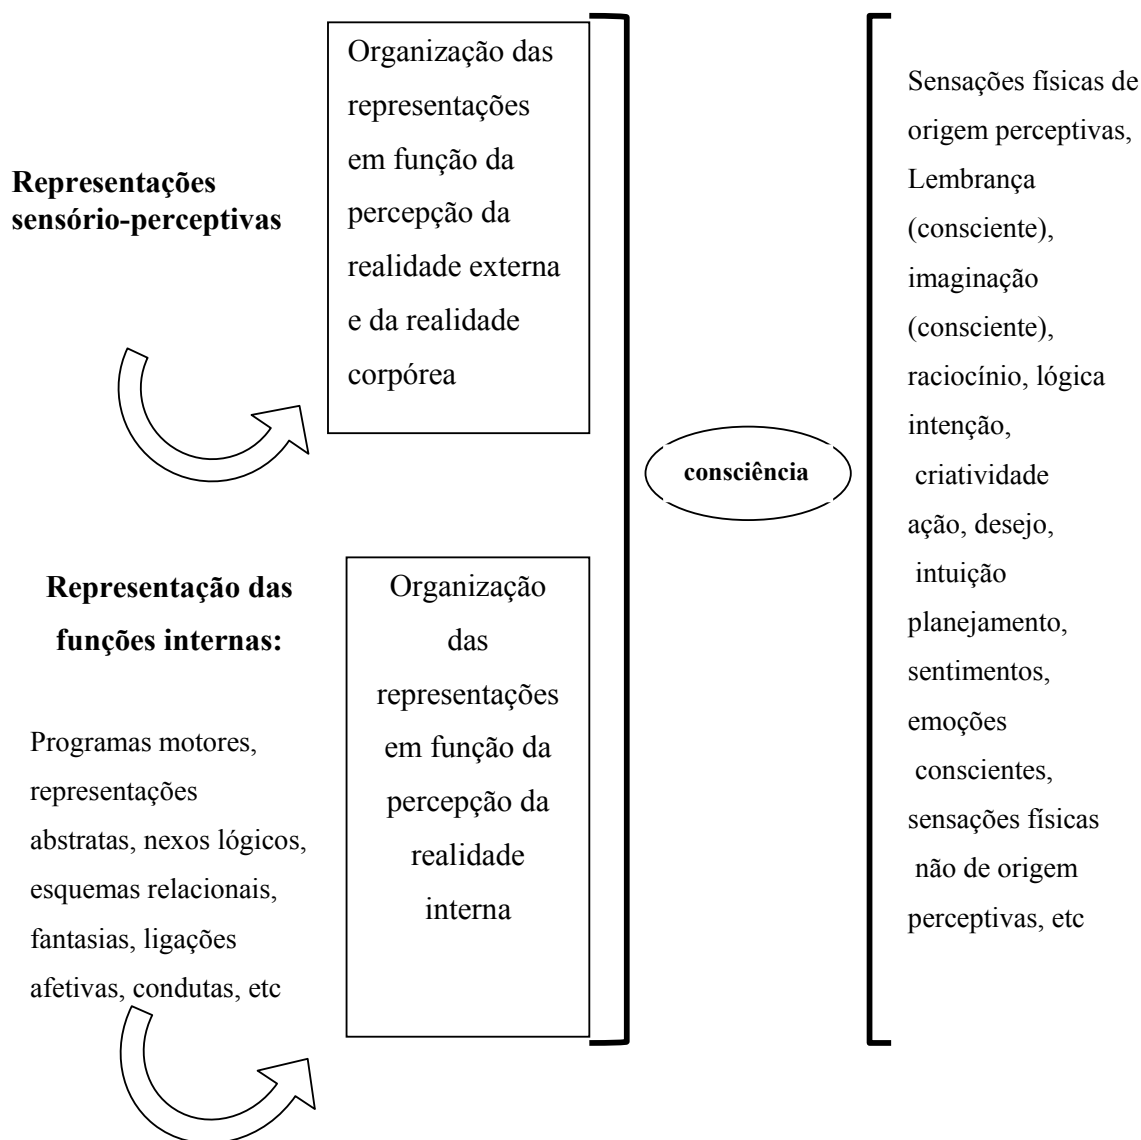 Representações
sensório-perceptivas
Organização das
representações
em função da
percepção da
realidade externa
e da realidade
corpórea
Representação das
funções internas:
Programas motores,
representações
abstratas, nexos lógicos,
esquemas relacionais,
fantasias, ligações
afetivas, condutas, etc
Organização
das
representações
em função da
percepção da
realidade
interna
consciência
Sensações físicas de
origem perceptivas,
Lembrança
(consciente),
imaginação
(consciente),
raciocínio, lógica
intenção,
criatividade
ação, desejo,
intuição
planejamento,
sentimentos,
emoções
conscientes,
sensações físicas
não de origem
perceptivas, etc